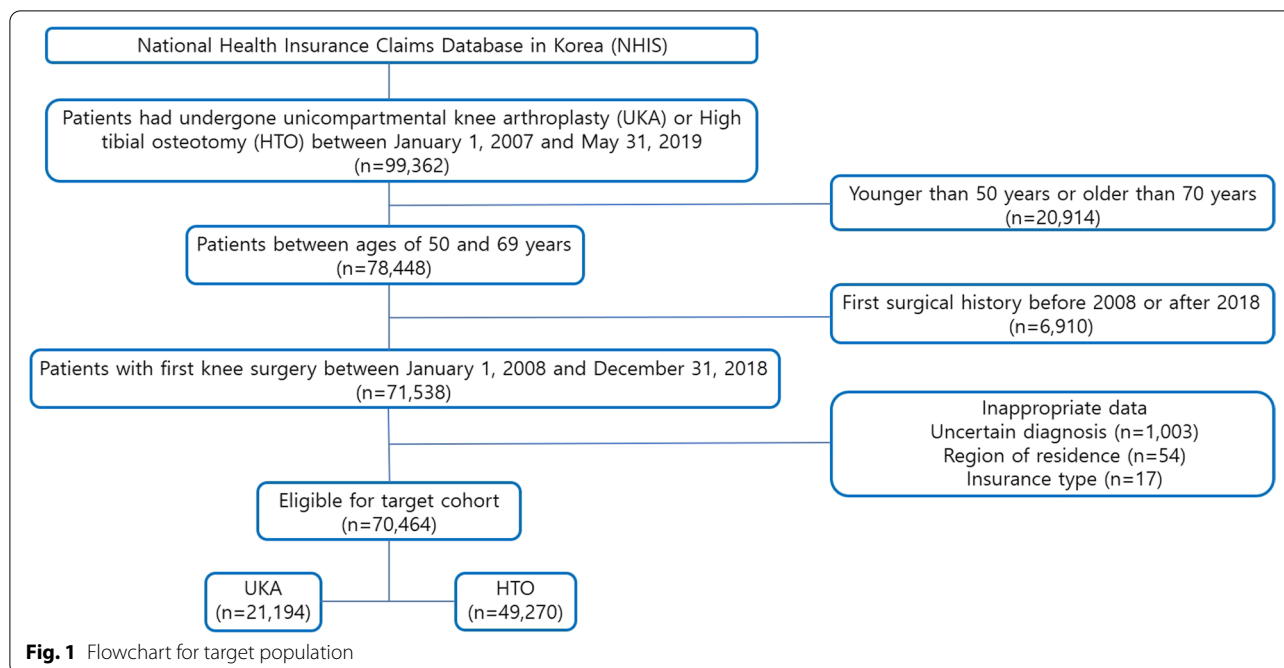 National Health Insurance Claims Database in Korea (NHIS)
Patients had undergone unicompartmental knee arthroplasty (UKA) or High
tibial osteotomy (HTO) between January 1, 2007 and May 31, 2019
(n=99,362)
Younger than 50 years or older than 70 years
(n=20,914)
Patients between ages of 50 and 69 years
(n=78,448)
First surgical history before 2008 or after 2018
(n=6,910)
Patients with first knee surgery between January 1, 2008 and December 31, 2018
(n=71,538)
Inappropriate data
Uncertain diagnosis (n=1,003)
Region of residence (n=54)
Insurance type (n=17)
Eligible for target cohort
(n=70,464)
UKA
(n=21,194)
HTO
(n=49,270)
Fig. 1 Flowchart for target population